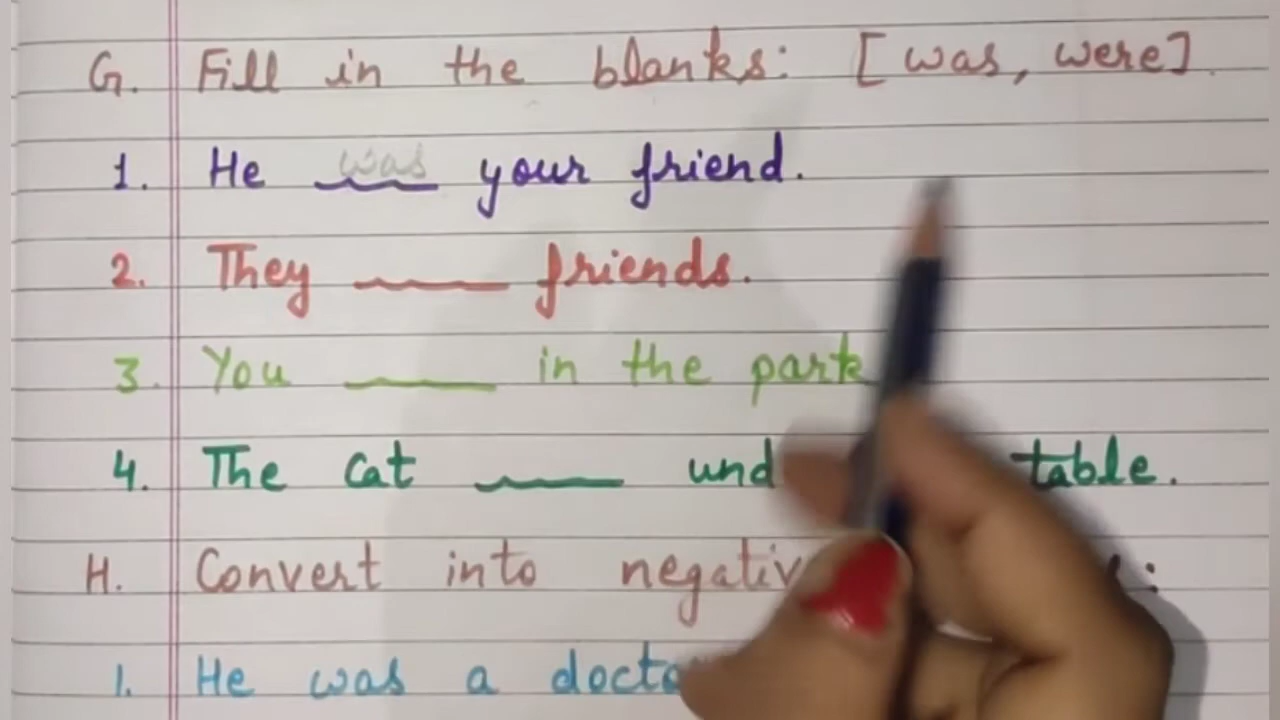 G. Fill in the blanks: [was, were]
1. He was your friend.
2. They ____ friends.
3. You ____ in the park
4. The cat ____ und table.
H. Convert into negativ :
1. He was a docto